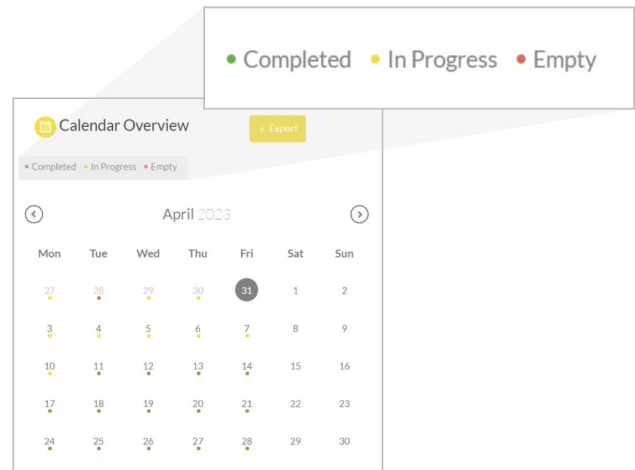 Completed In Progress Empty
Calendar Overview
Export
Completed In Progress Empty
April 2023
Mon Tue Wed Thu Fri Sat Sun
27 28 29 30 31 1 2
3 4 5 6 7 8 9
10 11 12 13 14 15 16
17 18 19 20 21 22 23
24 25 26 27 28 29 30